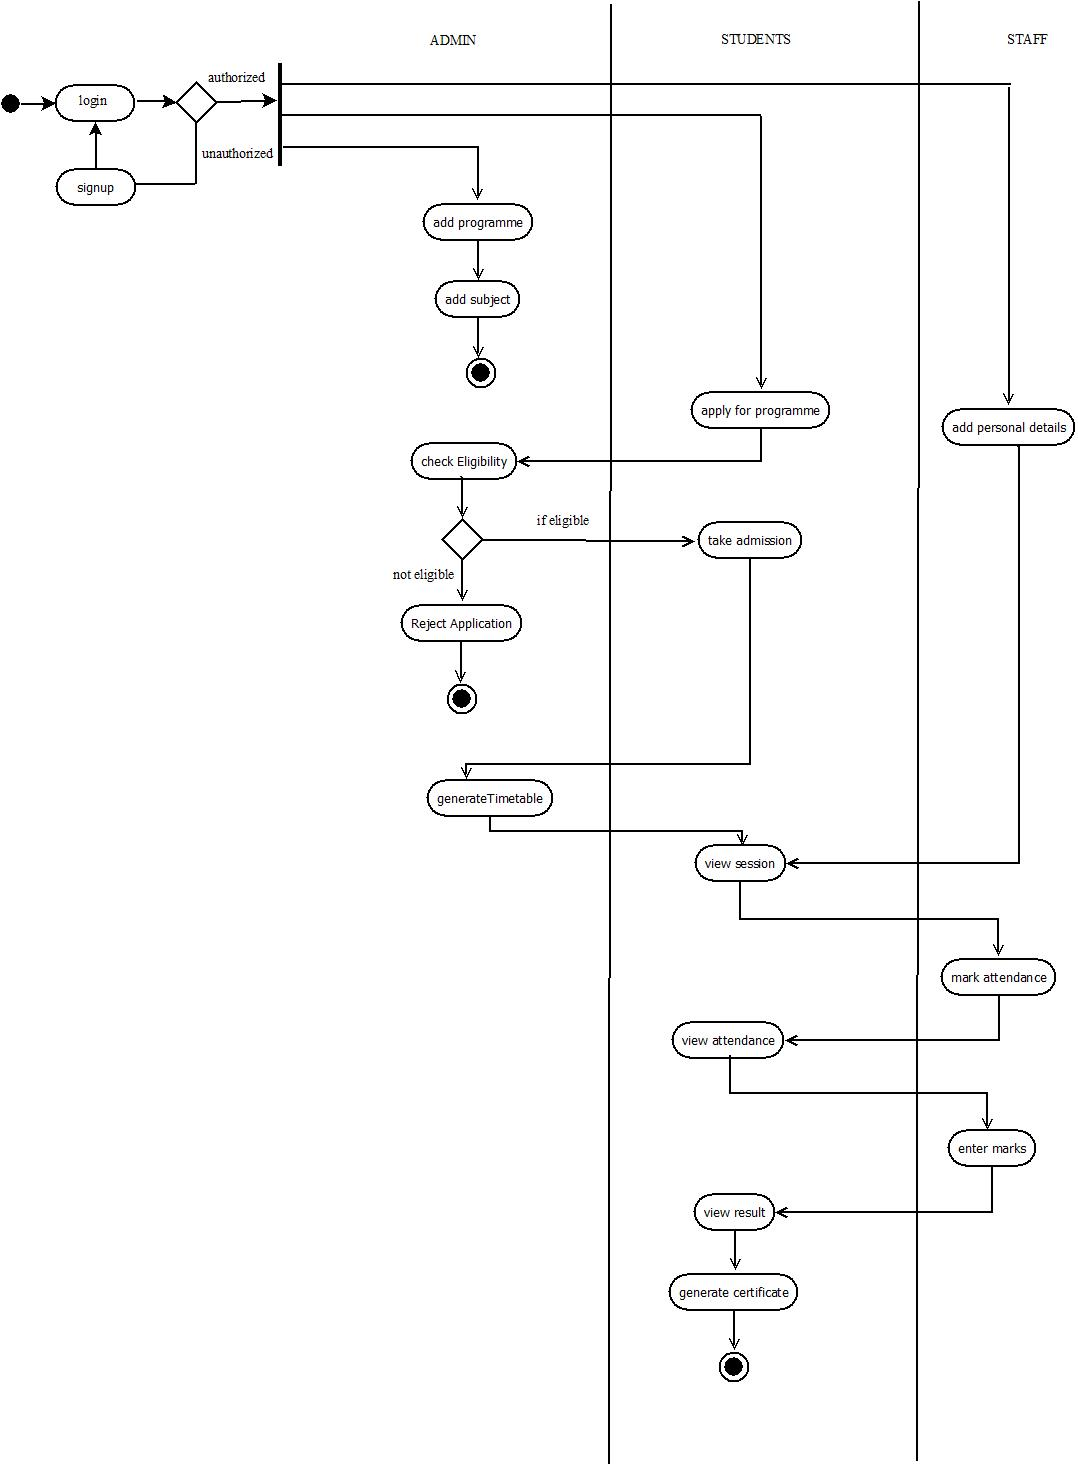 ADMIN
STUDENTS
STAFF
authorized
login
unauthorized
signup
add programme
add subject
apply for programme
add personal details
check Eligibility
if eligible
take admission
not eligible
Reject Application
generateTimetable
view session
mark attendance
view attendance
enter marks
view result
generate certificate